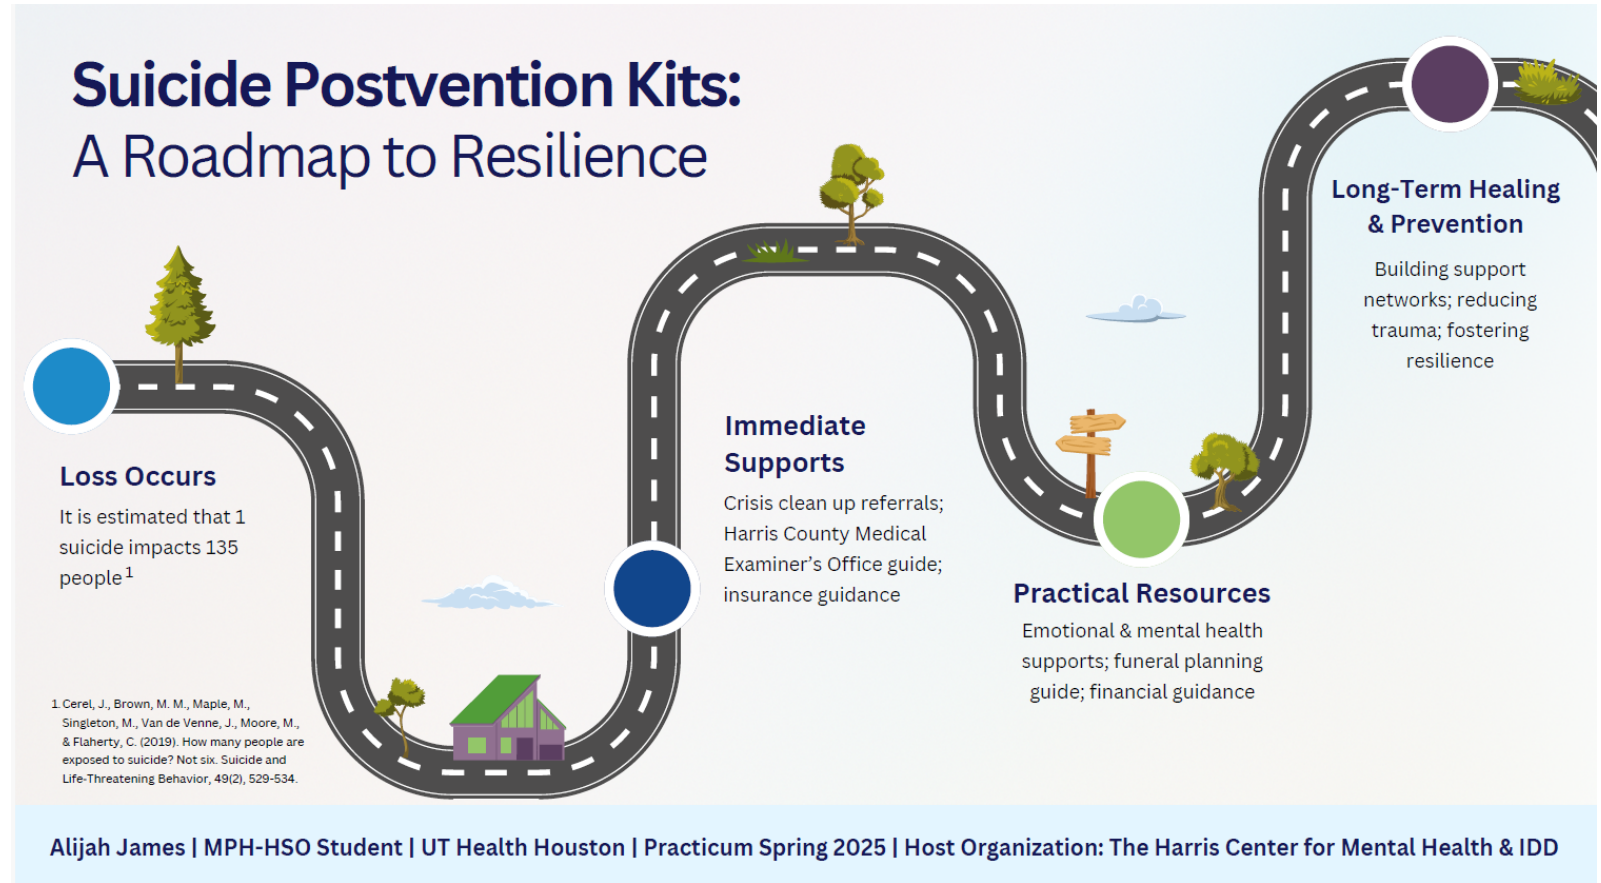 Suicide Postvention Kits:
A Roadmap to Resilience
Loss Occurs
It is estimated that 1
suicide impacts 135
people 1
Immediate
Supports
Crisis clean up referrals;
Harris County Medical
Examiner's Office guide;
insurance guidance
Practical Resources
Emotional & mental health
supports; funeral planning
guide; financial guidance
Long-Term Healing
& Prevention
Building support
networks; reducing
trauma; fostering
resilience
1. Cerel, J., Brown, M. M., Maple, M.,
Singleton, M., Van de Venne, J., Moore, M.,
& Flaherty, C. (2019). How many people are
exposed to suicide? Not six. Suicide and
Life-Threatening Behavior, 49(2), 529-534.
Alijah James | MPH-HSO Student | UT Health Houston | Practicum Spring 2025 | Host Organization: The Harris Center for Mental Health & IDD